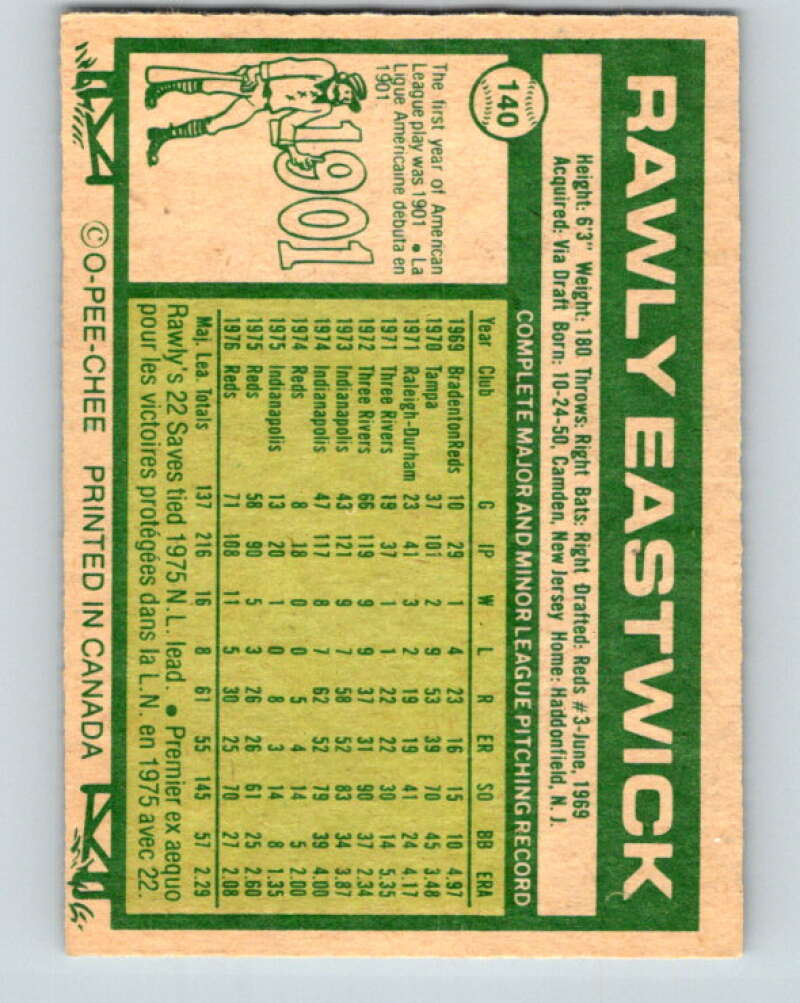 RAWLY EASTWICK
Height: 6'3" Weight: 180 Throws: Right Bats: Right Drafted: Reds #3-June, 1969
Acquired: Via Draft Born: 10-24-50, Camden, New Jersey Home: Haddonfield, N. J.
140
COMPLETE MAJOR AND MINOR LEAGUE PITCHING RECORD
The first year of American
League play was 1901 • La
Ligue Americaine debuta en
1901.
1901
Year Club G IP W L R ER SO BB ERA
1969 Bradenton Reds 10 29 1 4 23 16 15 10 4.97
1970 Tampa 37 101 2 9 53 39 70 45 3.48
1971 Raleigh-Durham 23 41 3 2 19 19 41 24 4.17
1971 Three Rivers 19 37 1 1 22 22 30 14 5.35
1972 Three Rivers 66 119 9 9 37 31 90 37 2.34
1973 Indianapolis 43 121 9 7 58 52 83 34 3.87
1974 Indianapolis 47 117 8 7 62 52 79 39 4.00
1974 Reds 8 18 0 0 5 4 14 5 2.00
1975 Indianapolis 13 20 1 0 8 3 14 8 1.35
1975 Reds 58 90 5 3 26 26 61 25 2.60
1976 Reds 71 108 11 5 30 25 70 27 2.08
Maj. Lea. Totals 137 216 16 8 61 55 145 57 2.29
Rawly's 22 Saves tied 1975 N.L. lead. • Premier ex aequo
pour les victoires protégées dans la L.N. en 1975 avec 22.
©O-PEE-CHEE PRINTED IN CANADA